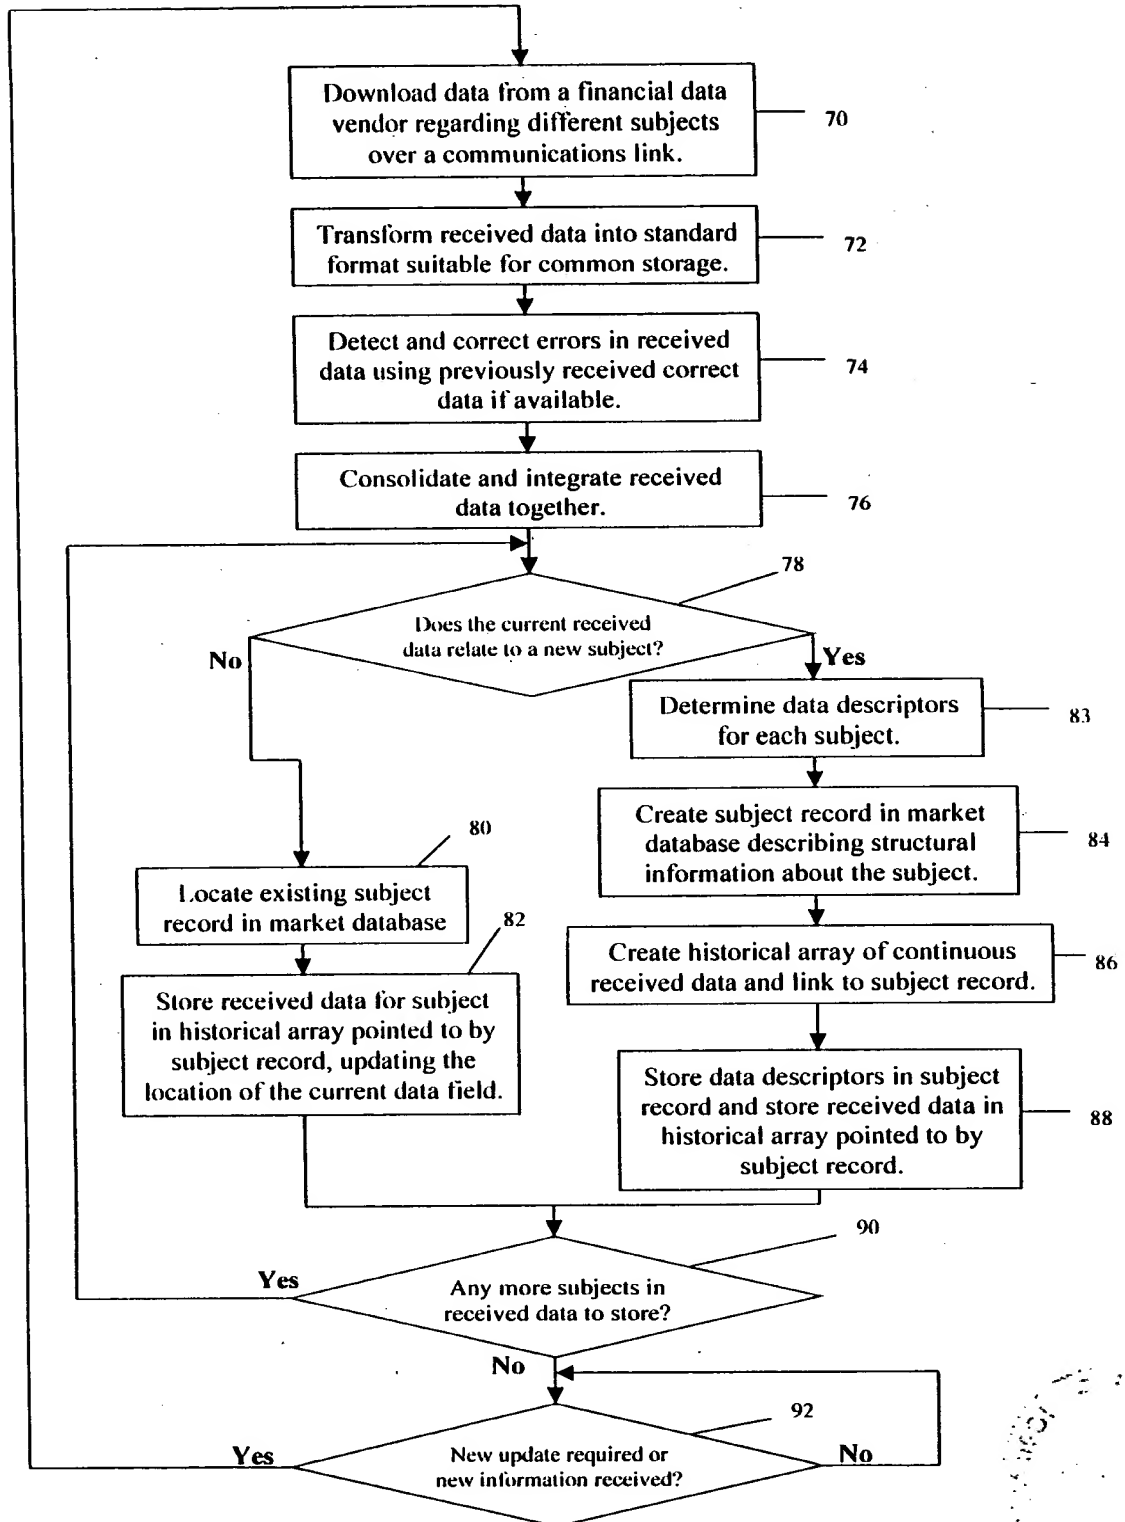 Download data from a financial data
vendor regarding different subjects
over a communications link.
70
Transform received data into standard
format suitable for common storage.
72
Detect and correct errors in received
data using previously received correct
data if available.
74
Consolidate and integrate received
data together.
76
78
Does the current received
data relate to a new subject?
No
Yes
Determine data descriptors
for each subject.
83
Create subject record in market
database describing structural
information about the subject.
84
80
Locate existing subject
record in market database
Create historical array of continuous
received data and link to subject record.
86
82
Store received data for subject
in historical array pointed to by
subject record, updating the
location of the current data field.
Store data descriptors in subject
record and store received data in
historical array pointed to by
subject record.
88
90
Any more subjects in
received data to store?
Yes
No
92
New update required or
new information received?
Yes
No